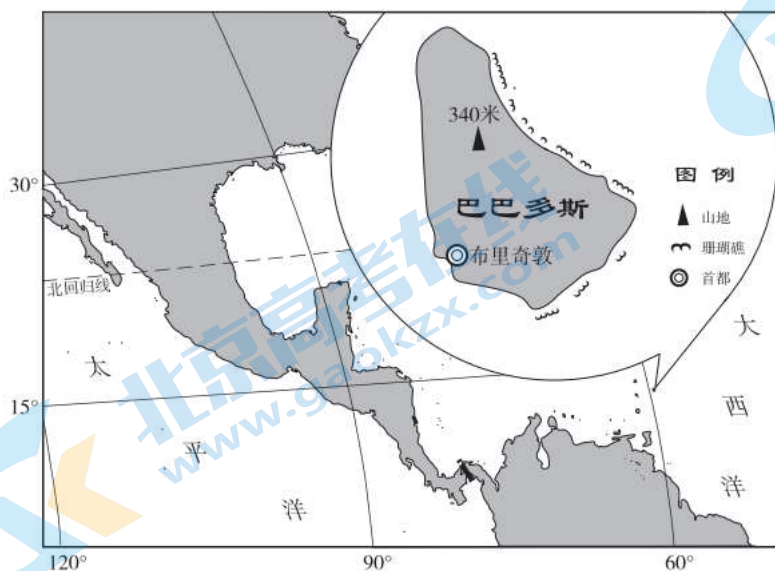 340米
巴巴多斯
布里奇敦
图例
山地
珊瑚礁
首都
30°
北回归线
15°
太
平
洋
大
西
洋
120°
90°
60°
北京高考在线
www.gaokzx.com